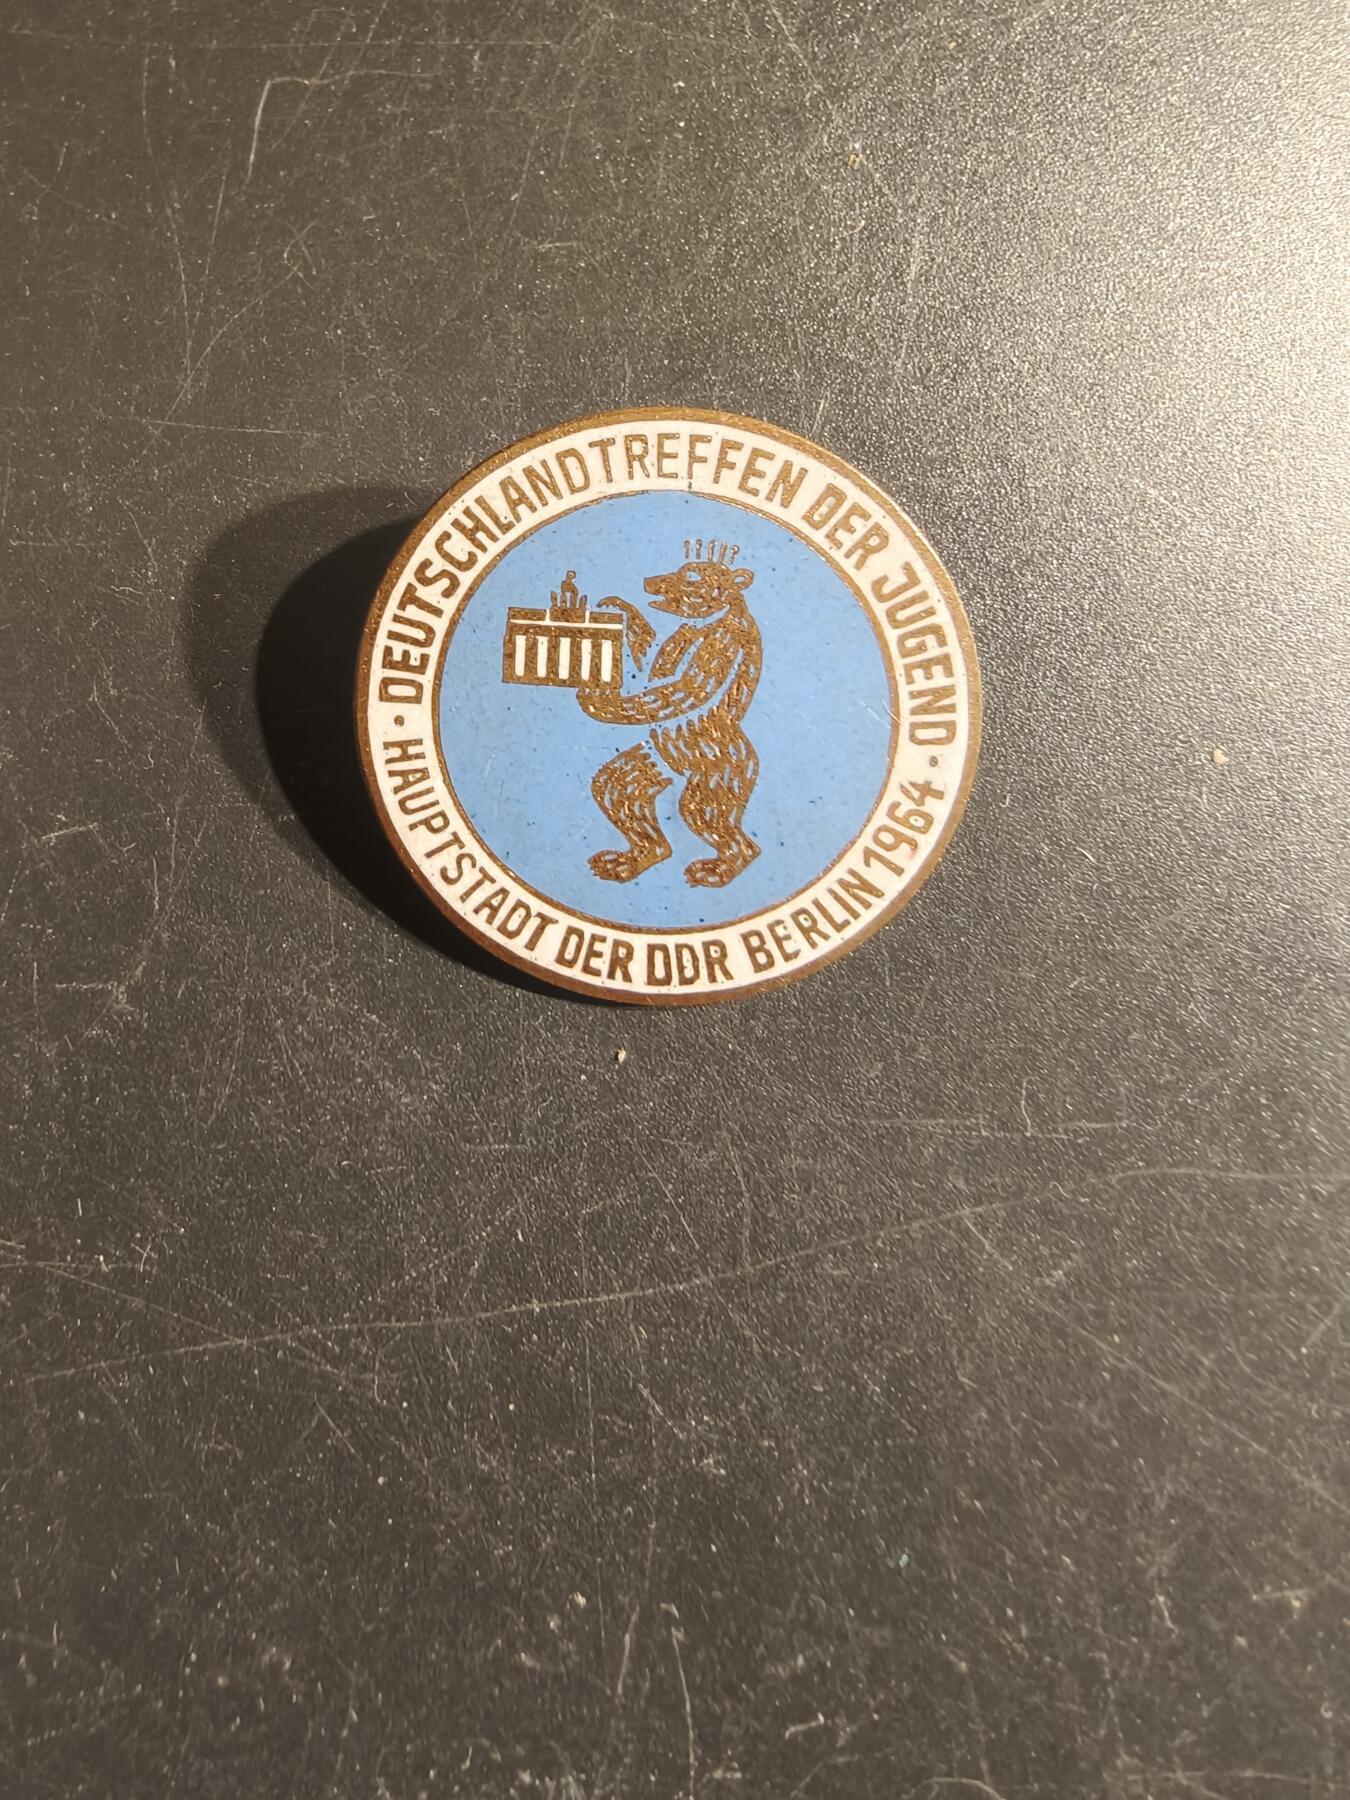 DEUTSCHLANDTREFFEN DER JUGEND
· HAUPTSTADT DER DDR BERLIN 1964 ·